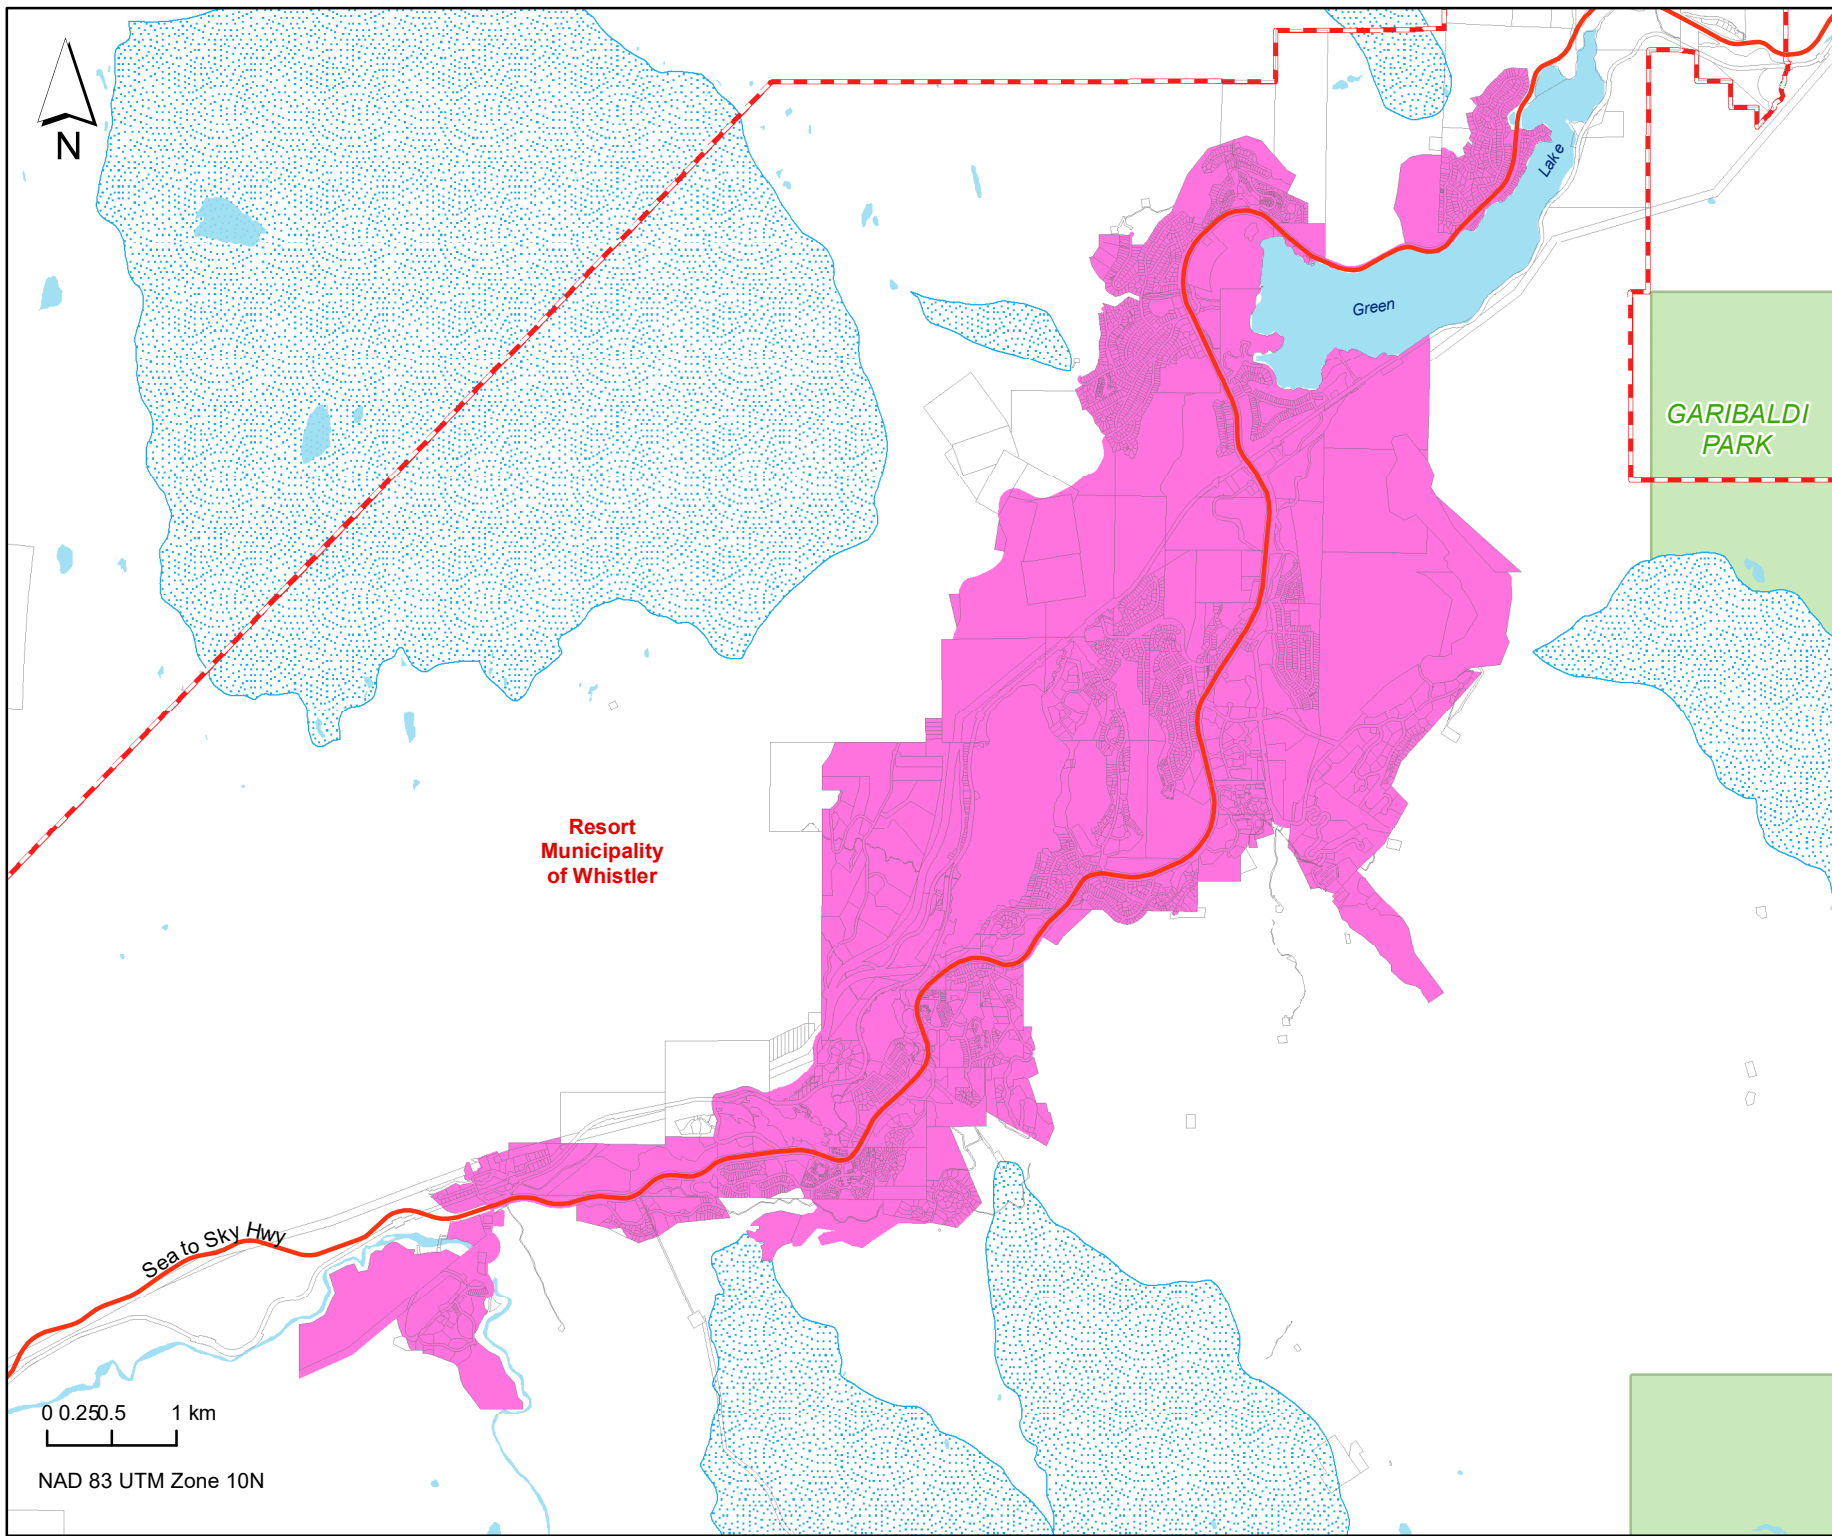 N
Lake
Green
GARIBALDI
PARK
Resort
Municipality
of Whistler
Sea to Sky Hwy
0 0.25 0.5 1 km
NAD 83 UTM Zone 10N